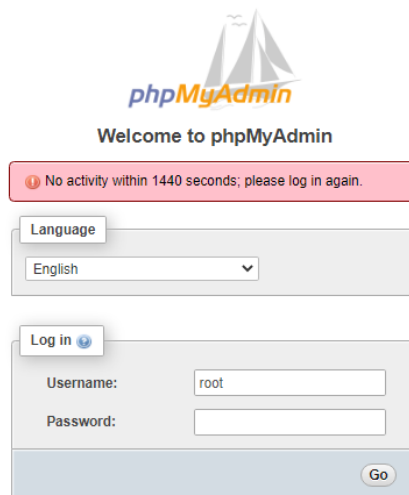 phpMyAdmin
Welcome to phpMyAdmin
No activity within 1440 seconds; please log in again.
Language
English
Log in
Username:
root
Password:
Go